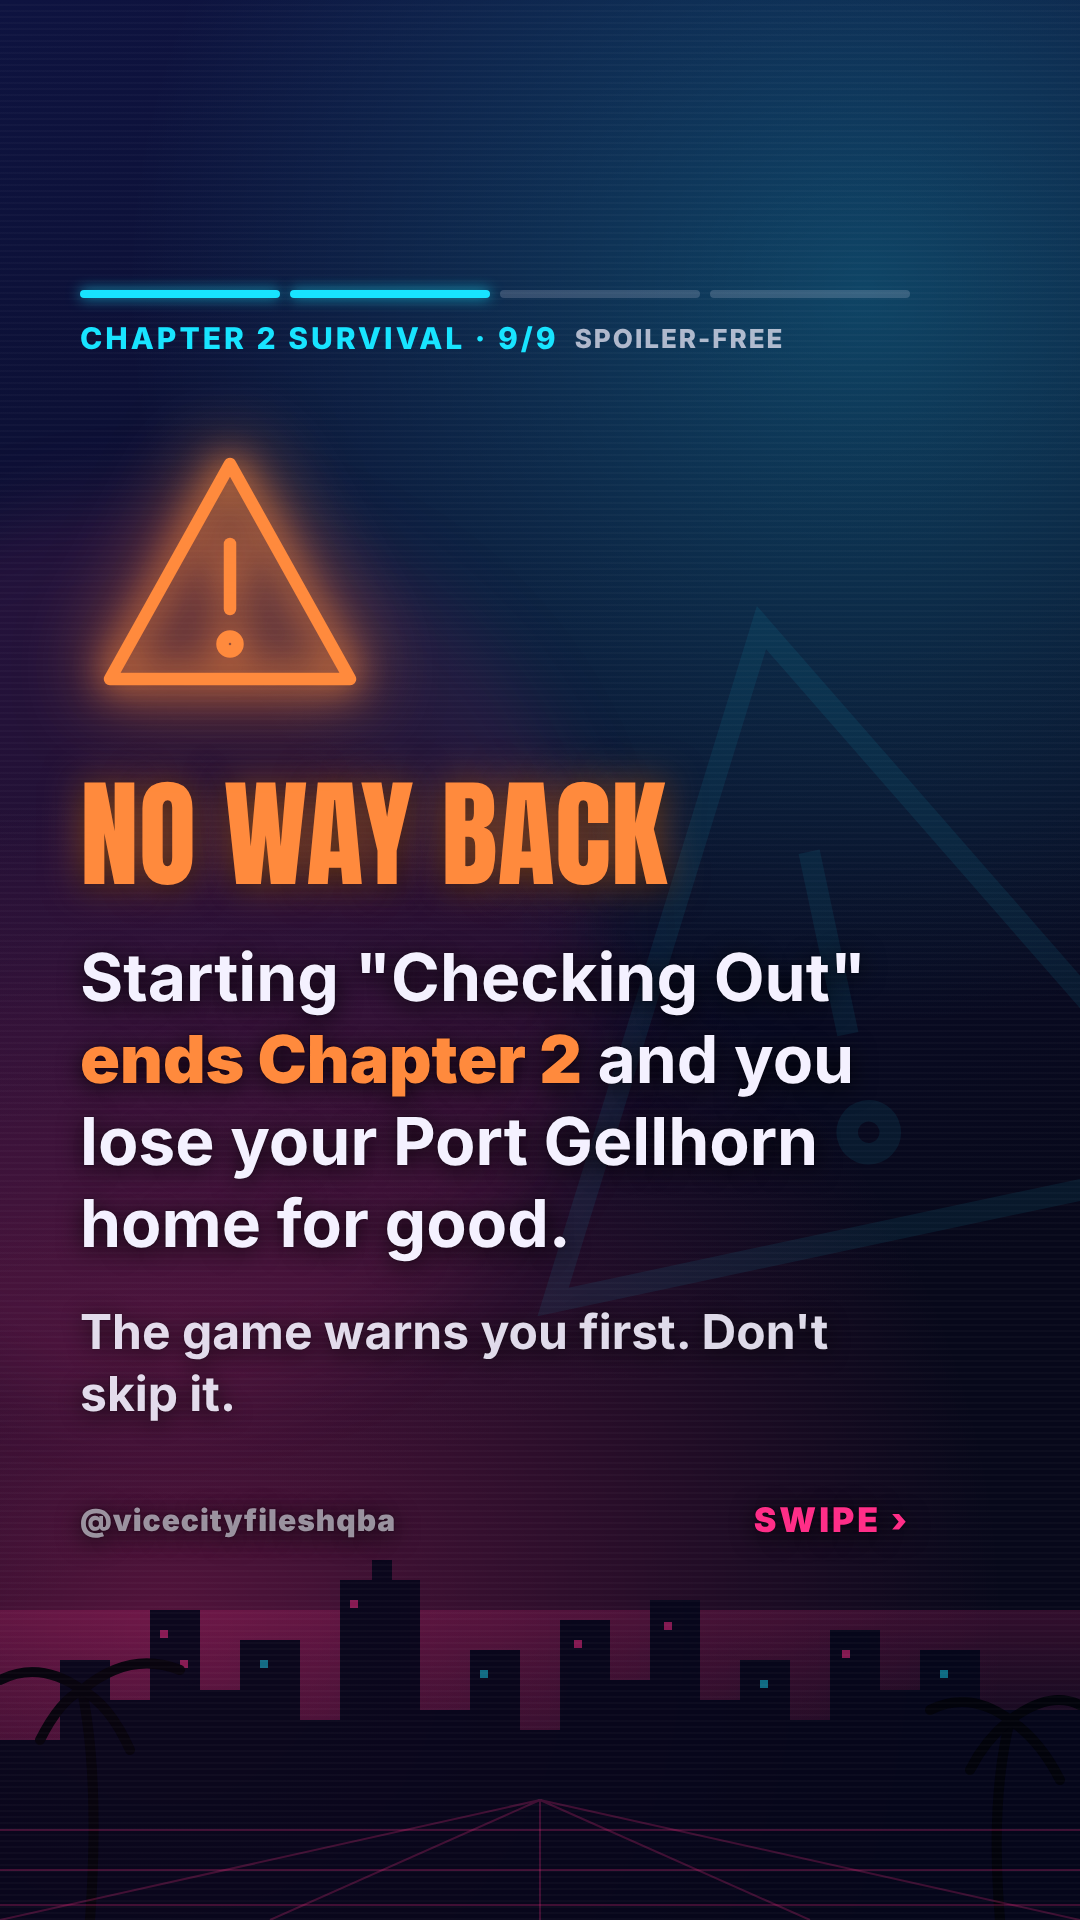 CHAPTER 2 SURVIVAL · 9/9 SPOILER-FREE
NO WAY BACK
Starting "Checking Out"
ends Chapter 2 and you
lose your Port Gellhorn
home for good.
The game warns you first. Don't
skip it.
@vicecityfileshqba
SWIPE ›